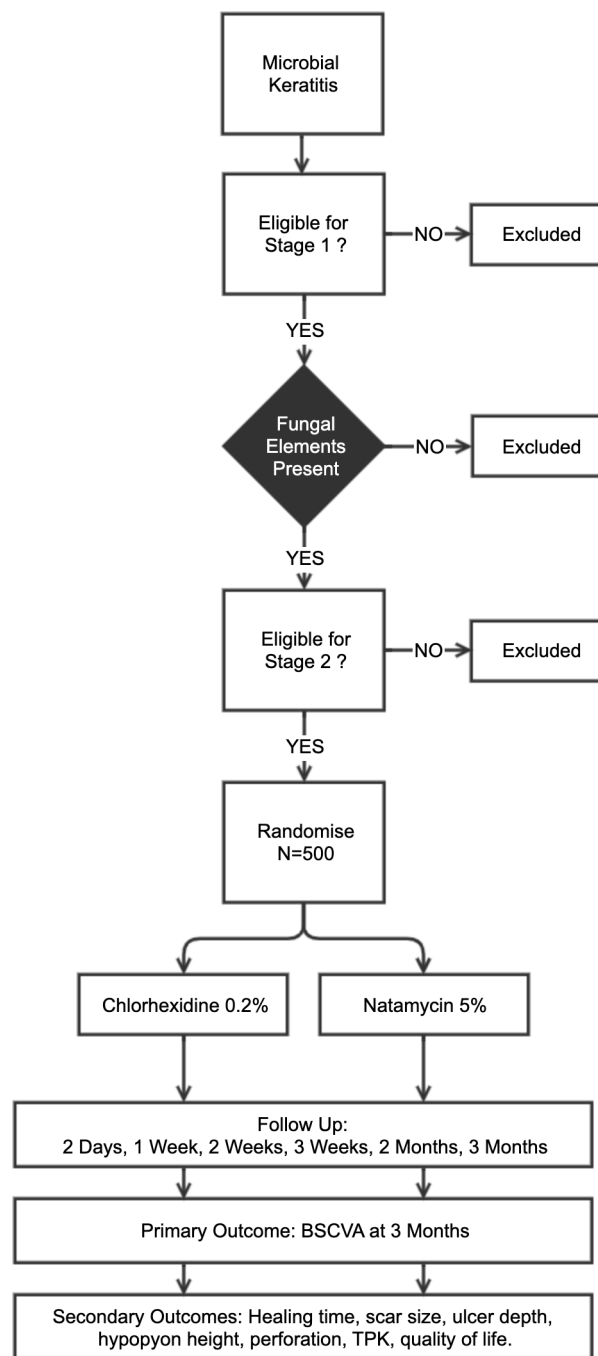 Microbial
Keratitis
Eligible for
Stage 1 ?
NO
Excluded
YES
Fungal
Elements
Present
NO
Excluded
YES
Eligible for
Stage 2 ?
NO
Excluded
YES
Randomise
N=500
Chlorhexidine 0.2%
Natamycin 5%
Follow Up:
2 Days, 1 Week, 2 Weeks, 3 Weeks, 2 Months, 3 Months
Primary Outcome: BSCVA at 3 Months
Secondary Outcomes: Healing time, scar size, ulcer depth,
hypopyon height, perforation, TPK, quality of life.